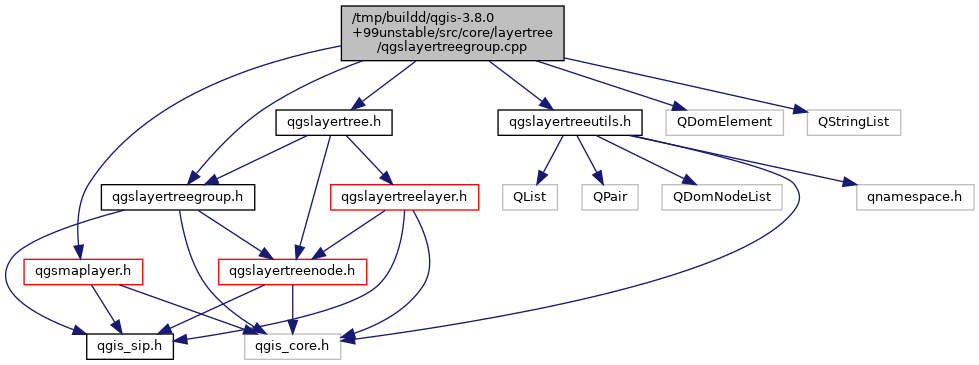 /tmp/buildd/qgis-3.8.0
+99unstable/src/core/layertree
/qgslayertreegroup.cpp
qgslayertree.h
qgslayertreeutils.h
QDomElement
QStringList
qgslayertreegroup.h
qgslayertreelayer.h
QList
QPair
QDomNodeList
qnamespace.h
qgsmaplayer.h
qgslayertreenode.h
qgis_sip.h
qgis_core.h